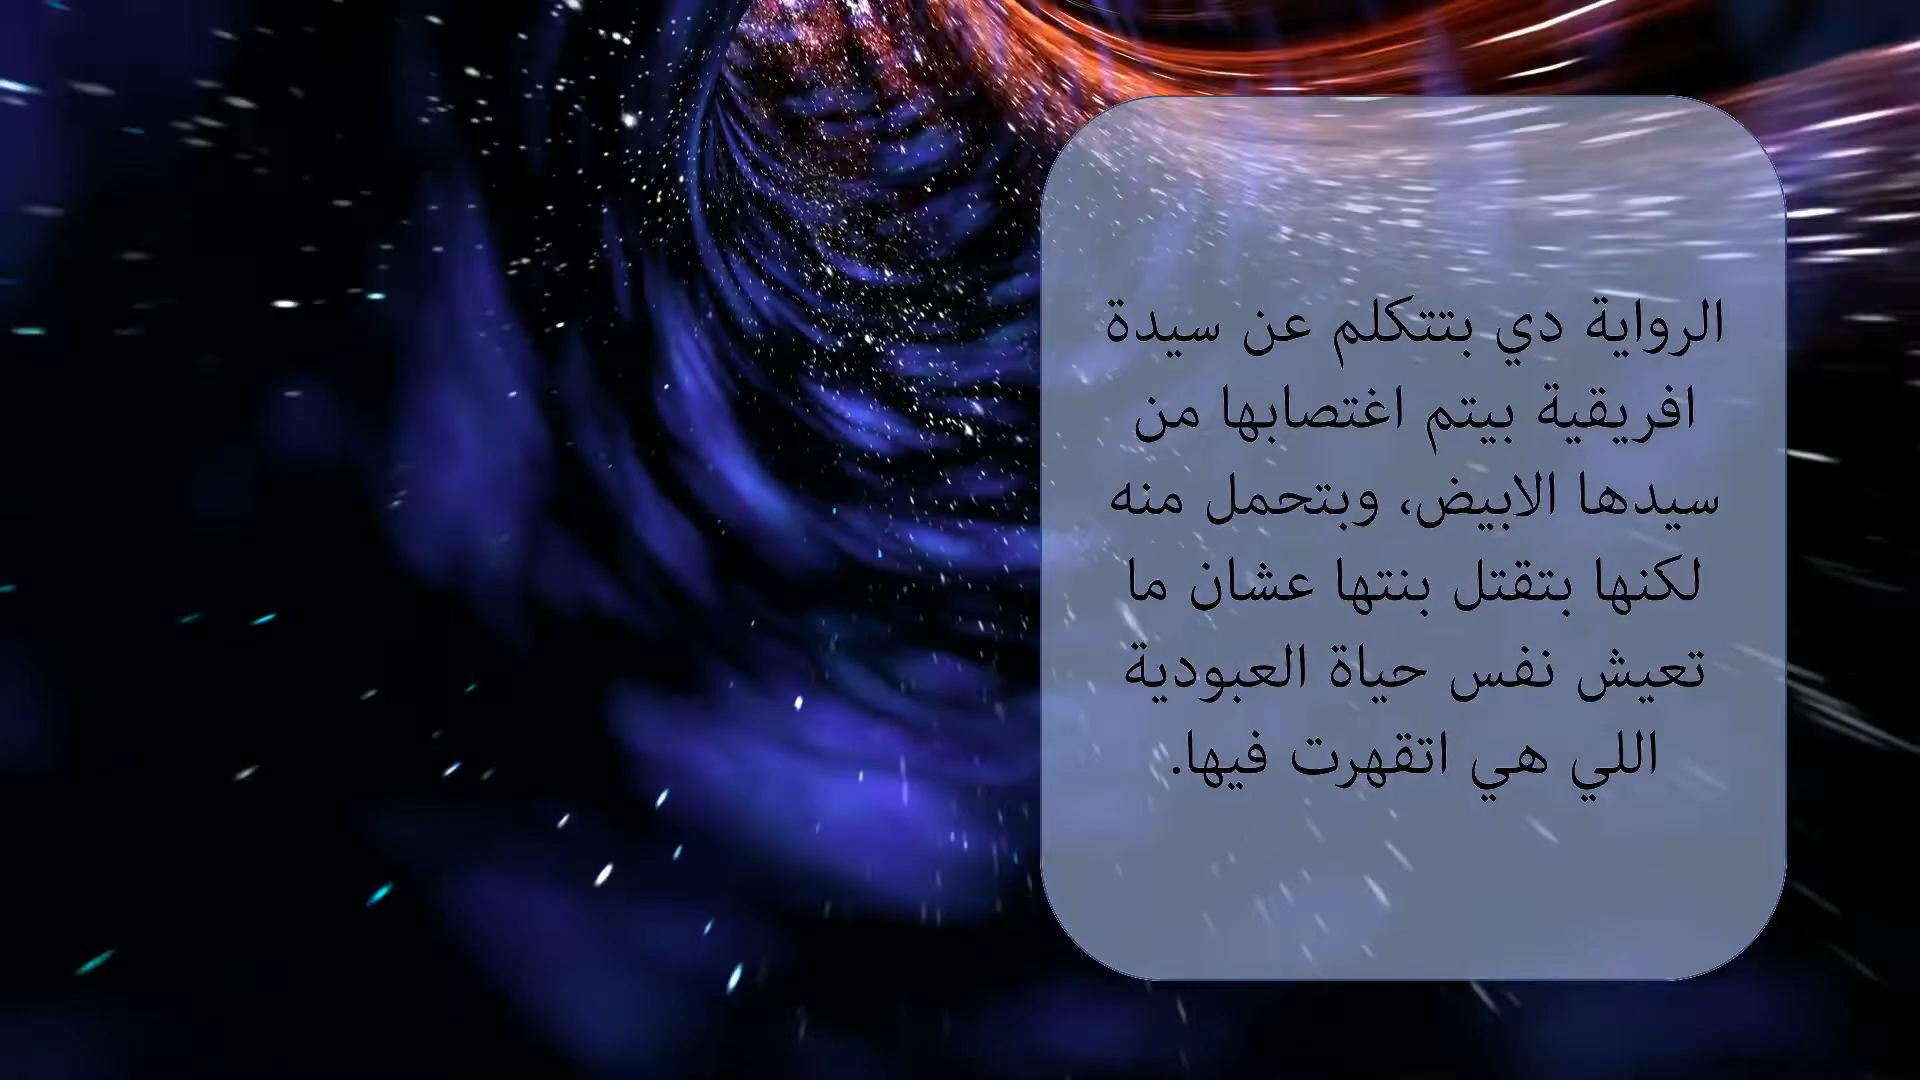 الرواية دي بتتكلم عن سيدة
افريقية بيتم اغتصابها من
سيدها الابيض، وبتحمل منه
لكنها بتقتل بنتها عشان ما
تعيش نفس حياة العبودية
اللي هي اتقهرت فيها.